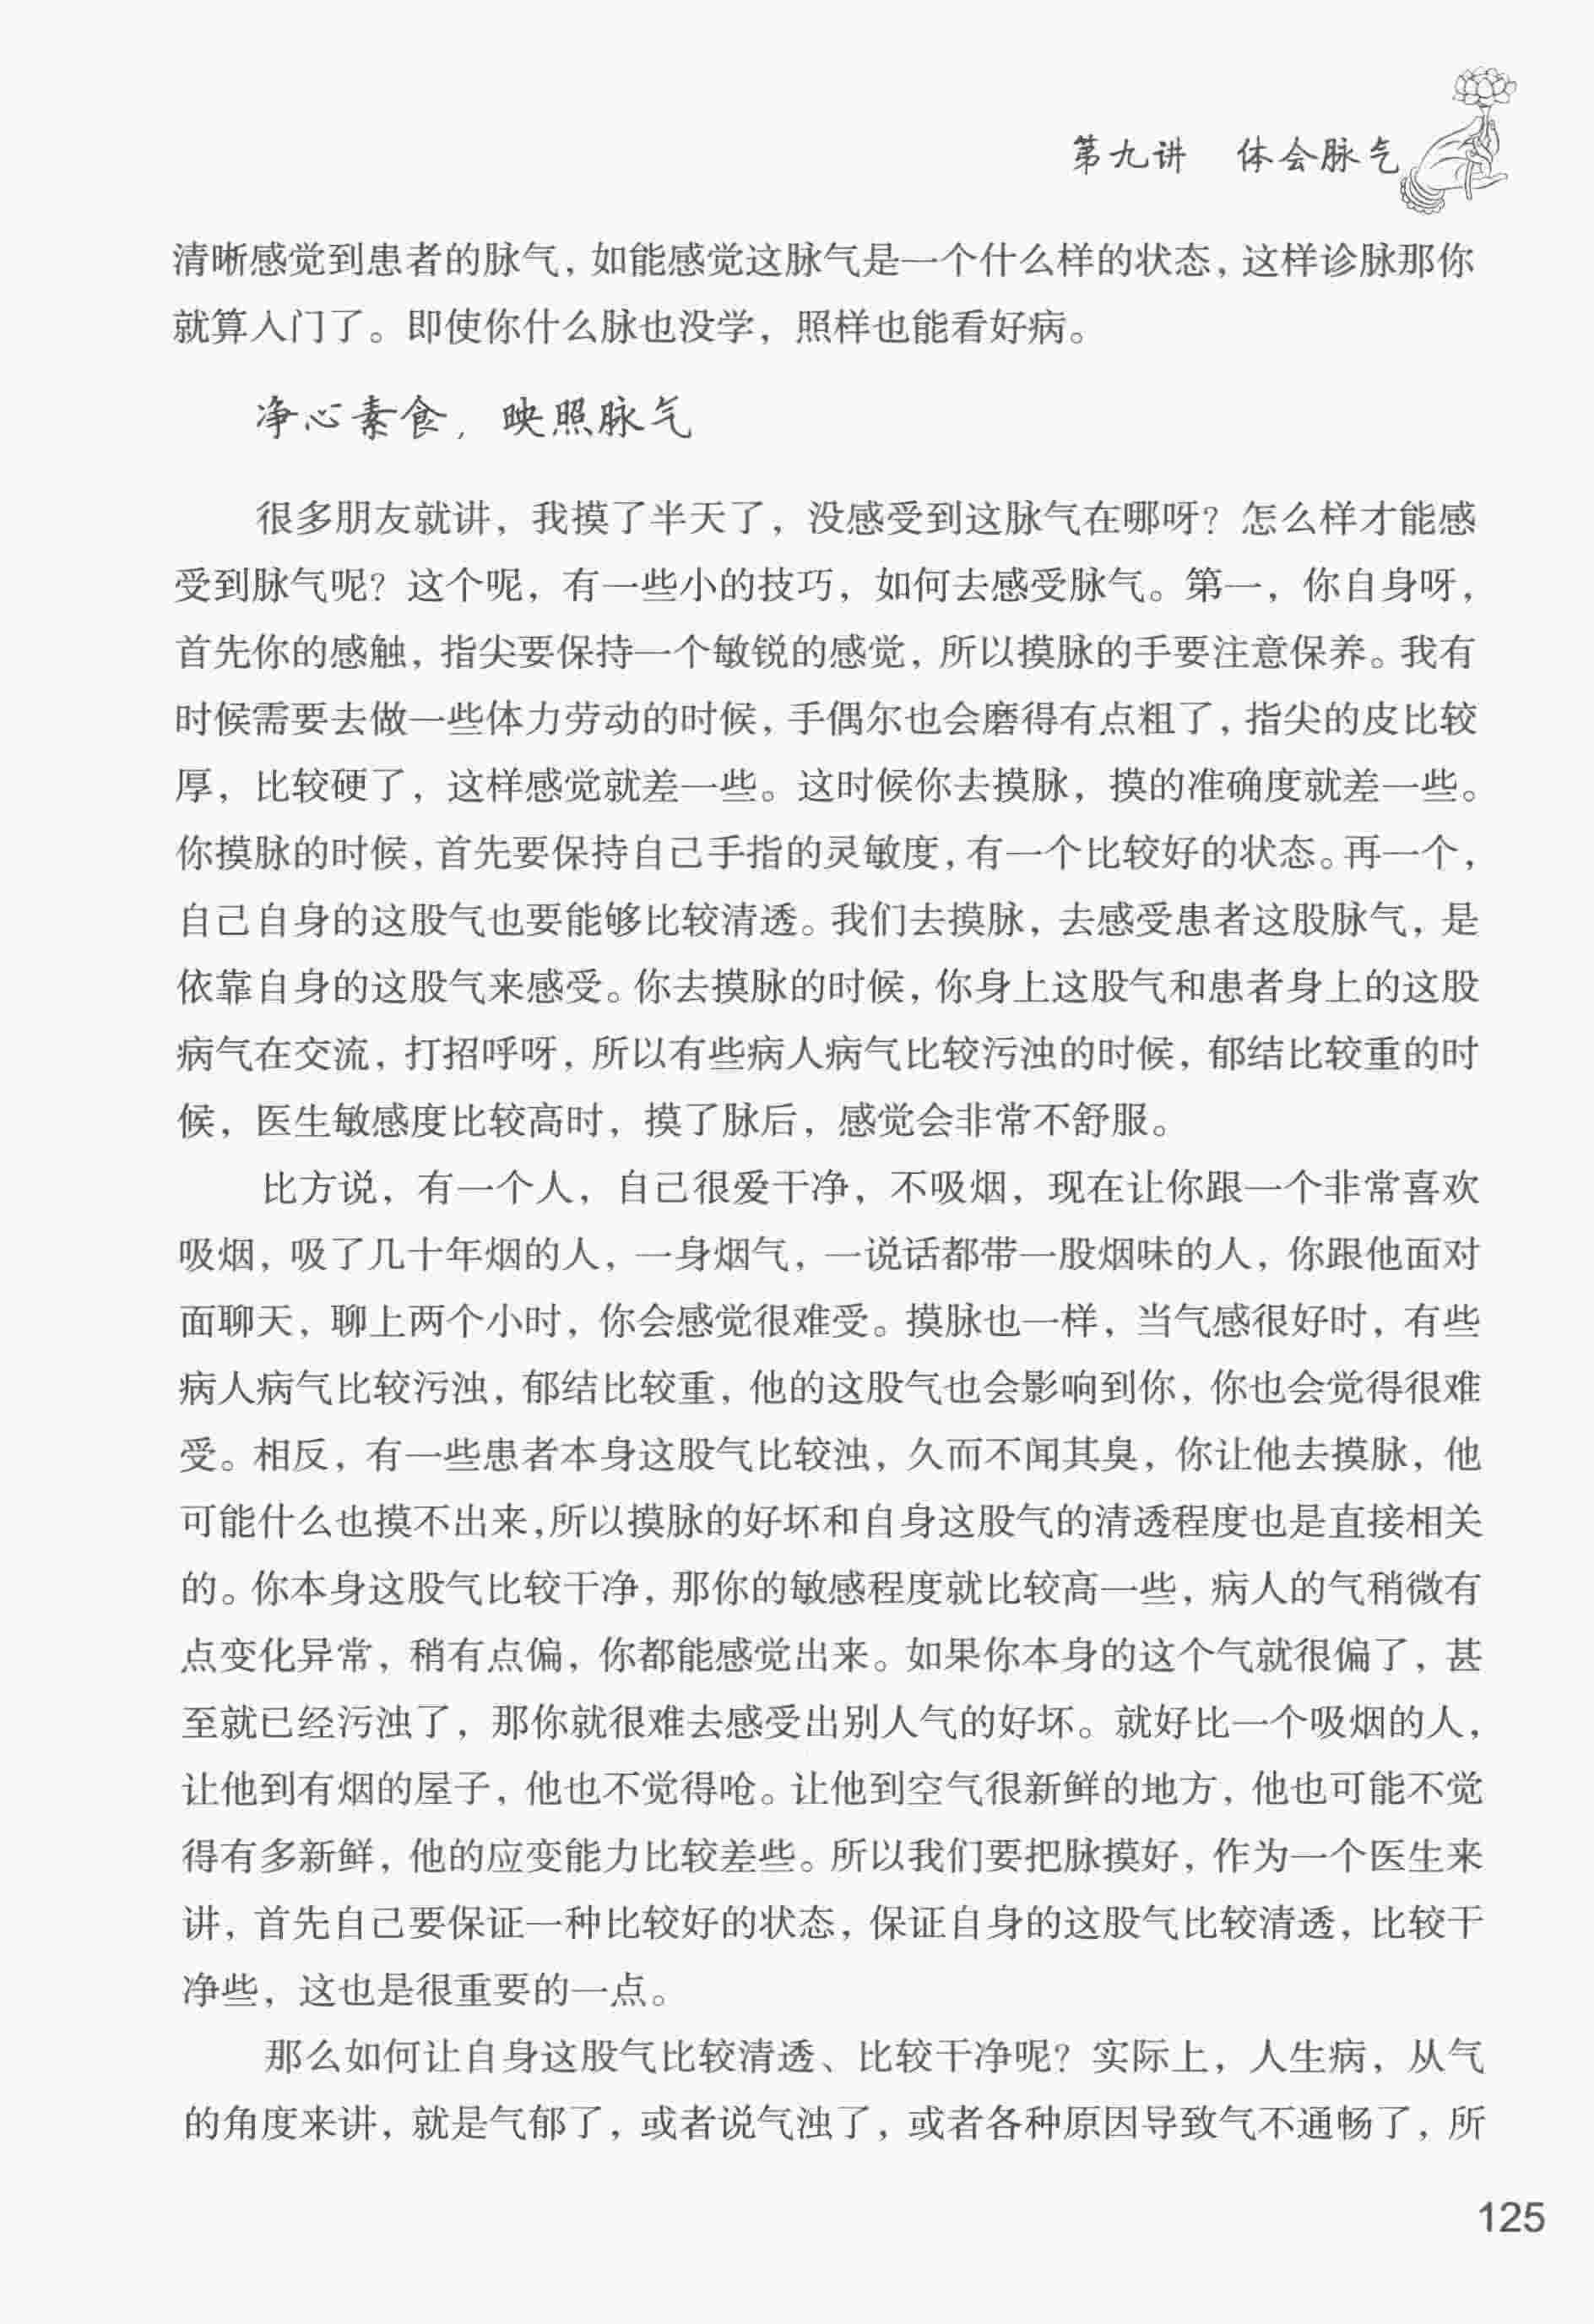 第九讲　体会脉气
清晰感觉到患者的脉气，如能感觉这脉气是一个什么样的状态，这样诊脉那你
就算入门了。即使你什么脉也没学，照样也能看好病。
净心素食，映照脉气
很多朋友就讲，我摸了半天了，没感受到这脉气在哪呀？怎么样才能感
受到脉气呢？这个呢，有一些小的技巧，如何去感受脉气。第一，你自身呀，
首先你的感触，指尖要保持一个敏锐的感觉，所以摸脉的手要注意保养。我有
时候需要去做一些体力劳动的时候，手偶尔也会磨得有点粗了，指尖的皮比较
厚，比较硬了，这样感觉就差一些。这时候你去摸脉，摸的准确度就差一些。
你摸脉的时候，首先要保持自己手指的灵敏度，有一个比较好的状态。再一个，
自己自身的这股气也要能够比较清透。我们去摸脉，去感受患者这股脉气，是
依靠自身的这股气来感受。你去摸脉的时候，你身上这股气和患者身上的这股
病气在交流，打招呼呀，所以有些病人病气比较污浊的时候，郁结比较重的时
候，医生敏感度比较高时，摸了脉后，感觉会非常不舒服。
比方说，有一个人，自己很爱干净，不吸烟，现在让你跟一个非常喜欢
吸烟，吸了几十年烟的人，一身烟气，一说话都带一股烟味的人，你跟他面对
面聊天，聊上两个小时，你会感觉很难受。摸脉也一样，当气感很好时，有些
病人病气比较污浊，郁结比较重，他的这股气也会影响到你，你也会觉得很难
受。相反，有一些患者本身这股气比较浊，久而不闻其臭，你让他去摸脉，他
可能什么也摸不出来，所以摸脉的好坏和自身这股气的清透程度也是直接相关
的。你本身这股气比较干净，那你的敏感程度就比较高一些，病人的气稍微有
点变化异常，稍有点偏，你都能感觉出来。如果你本身的这个气就很偏了，甚
至就已经污浊了，那你就很难去感受出别人气的好坏。就好比一个吸烟的人，
让他到有烟的屋子，他也不觉得呛。让他到空气很新鲜的地方，他也可能不觉
得有多新鲜，他的应变能力比较差些。所以我们要把脉摸好，作为一个医生来
讲，首先自己要保证一种比较好的状态，保证自身的这股气比较清透，比较干
净些，这也是很重要的一点。
那么如何让自身这股气比较清透、比较干净呢？实际上，人生病，从气
的角度来讲，就是气郁了，或者说气浊了，或者各种原因导致气不通畅了，所
125